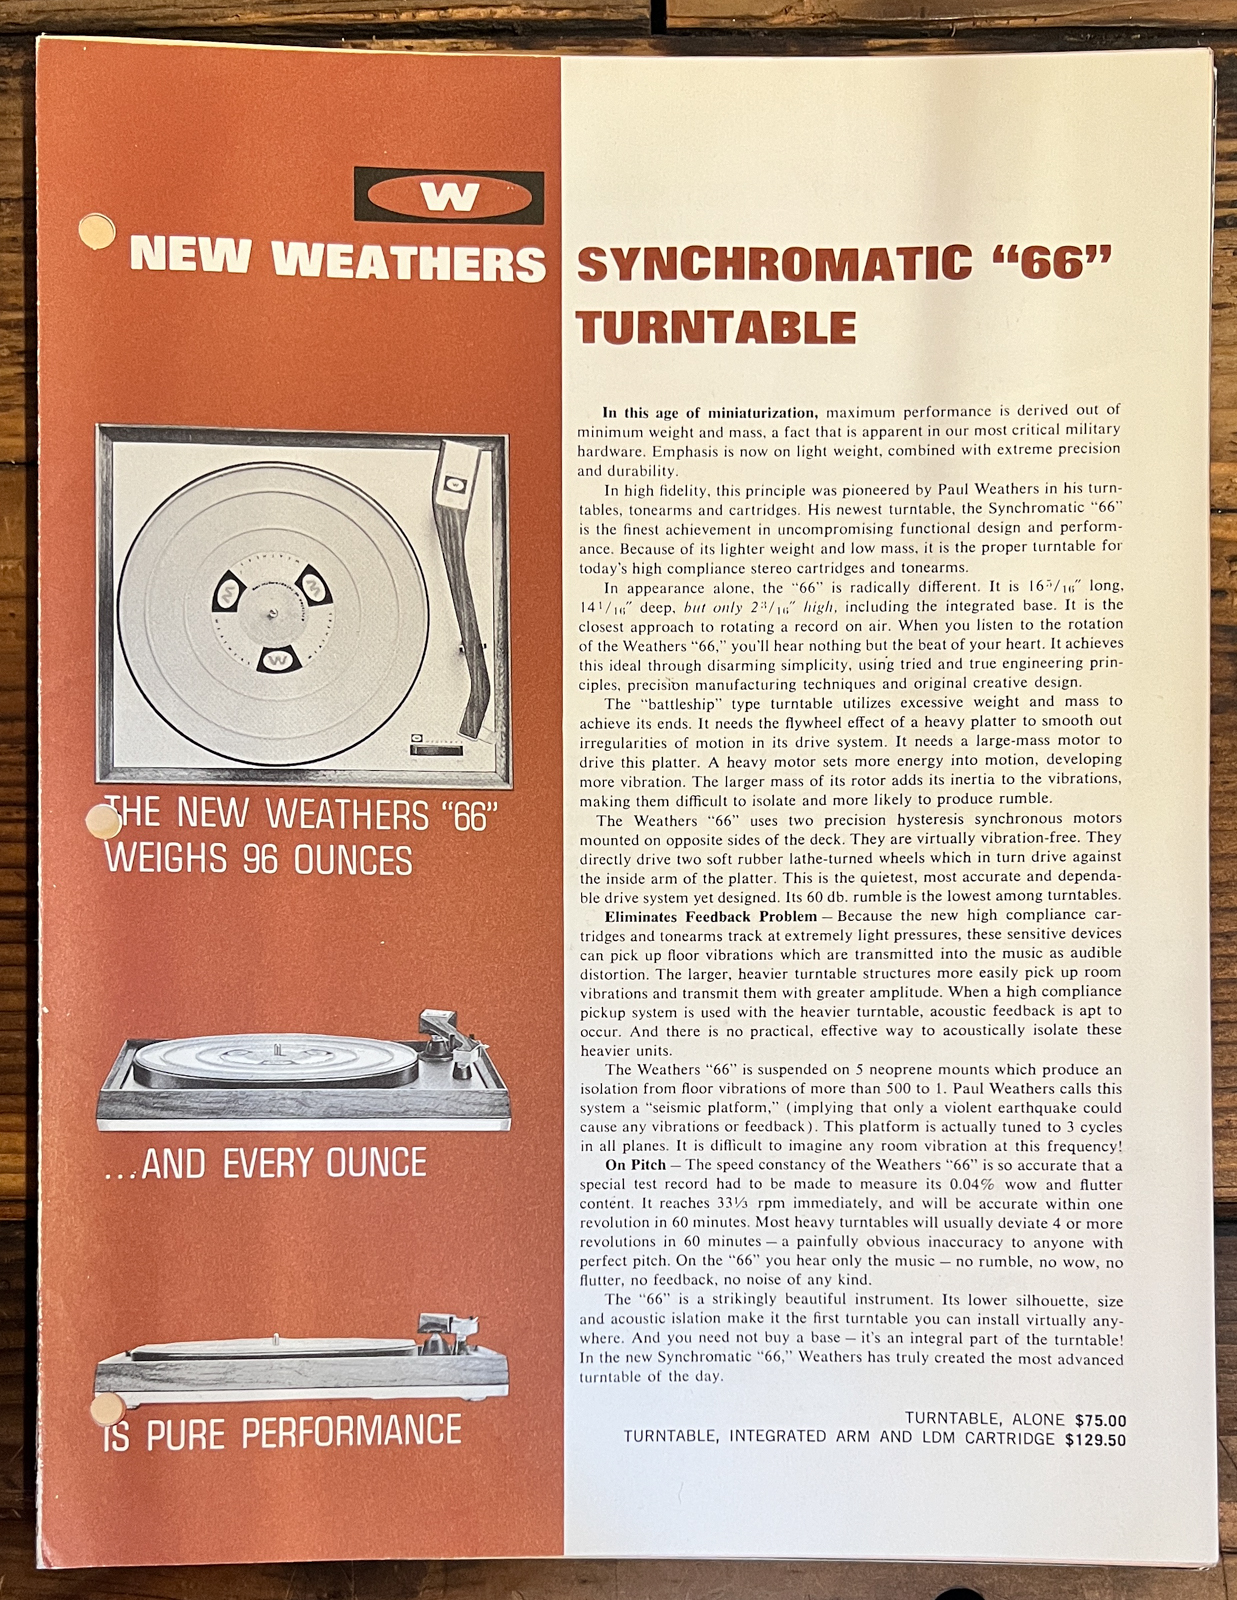 W
NEW WEATHERS SYNCHROMATIC “66”
TURNTABLE
THE NEW WEATHERS “66”
WEIGHS 96 OUNCES
...AND EVERY OUNCE
IS PURE PERFORMANCE
In this age of miniaturization, maximum performance is derived out of
minimum weight and mass, a fact that is apparent in our most critical military
hardware. Emphasis is now on light weight, combined with extreme precision
and durability.
In high fidelity, this principle was pioneered by Paul Weathers in his turn-
tables, tonearms and cartridges. His newest turntable, the Synchromatic “66”
is the finest achievement in uncompromising functional design and perform-
ance. Because of its lighter weight and low mass, it is the proper turntable for
today's high compliance stereo cartridges and tonearms.
In appearance alone, the “66” is radically different. It is 16 5/16″ long,
14 1/16″ deep, but only 2 3/16″ high, including the integrated base. It is the
closest approach to rotating a record on air. When you listen to the rotation
of the Weathers “66,” you'll hear nothing but the beat of your heart. It achieves
this ideal through disarming simplicity, using tried and true engineering prin-
ciples, precision manufacturing techniques and original creative design.
The “battleship” type turntable utilizes excessive weight and mass to
achieve its ends. It needs the flywheel effect of a heavy platter to smooth out
irregularities of motion in its drive system. It needs a large-mass motor to
drive this platter. A heavy motor sets more energy into motion, developing
more vibration. The larger mass of its rotor adds its inertia to the vibrations,
making them difficult to isolate and more likely to produce rumble.
The Weathers “66” uses two precision hysteresis synchronous motors
mounted on opposite sides of the deck. They are virtually vibration-free. They
directly drive two soft rubber lathe-turned wheels which in turn drive against
the inside arm of the platter. This is the quietest, most accurate and dependa-
ble drive system yet designed. Its 60 db. rumble is the lowest among turntables.
Eliminates Feedback Problem — Because the new high compliance car-
tridges and tonearms track at extremely light pressures, these sensitive devices
can pick up floor vibrations which are transmitted into the music as audible
distortion. The larger, heavier turntable structures more easily pick up room
vibrations and transmit them with greater amplitude. When a high compliance
pickup system is used with the heavier turntable, acoustic feedback is apt to
occur. And there is no practical, effective way to acoustically isolate these
heavier units.
The Weathers “66” is suspended on 5 neoprene mounts which produce an
isolation from floor vibrations of more than 500 to 1. Paul Weathers calls this
system a “seismic platform,” (implying that only a violent earthquake could
cause any vibrations or feedback). This platform is actually tuned to 3 cycles
in all planes. It is difficult to imagine any room vibration at this frequency!
On Pitch — The speed constancy of the Weathers “66” is so accurate that a
special test record had to be made to measure its 0.04% wow and flutter
content. It reaches 33⅓ rpm immediately, and will be accurate within one
revolution in 60 minutes. Most heavy turntables will usually deviate 4 or more
revolutions in 60 minutes — a painfully obvious inaccuracy to anyone with
perfect pitch. On the “66” you hear only the music — no rumble, no wow, no
flutter, no feedback, no noise of any kind.
The “66” is a strikingly beautiful instrument. Its lower silhouette, size
and acoustic islation make it the first turntable you can install virtually any-
where. And you need not buy a base — it's an integral part of the turntable!
In the new Synchromatic “66,” Weathers has truly created the most advanced
turntable of the day.
TURNTABLE, ALONE $75.00
TURNTABLE, INTEGRATED ARM AND LDM CARTRIDGE $129.50